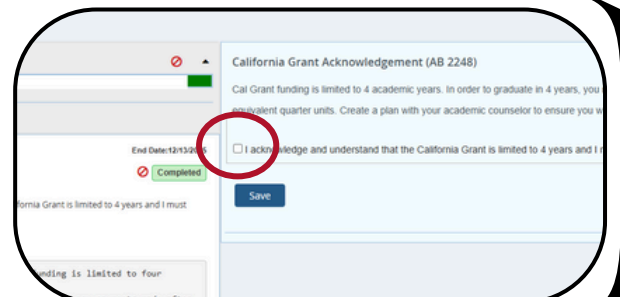 California Grant Acknowledgement (AB 2248)
Cal Grant funding is limited to 4 academic years. In order to graduate in 4 years, you
equivalent quarter units. Create a plan with your academic counselor to ensure you w
I acknowledge and understand that the California Grant is limited to 4 years and I
Save
End Date:12/13/20 5
Completed
fornia Grant is limited to 4 years and I must
unding is limited to four